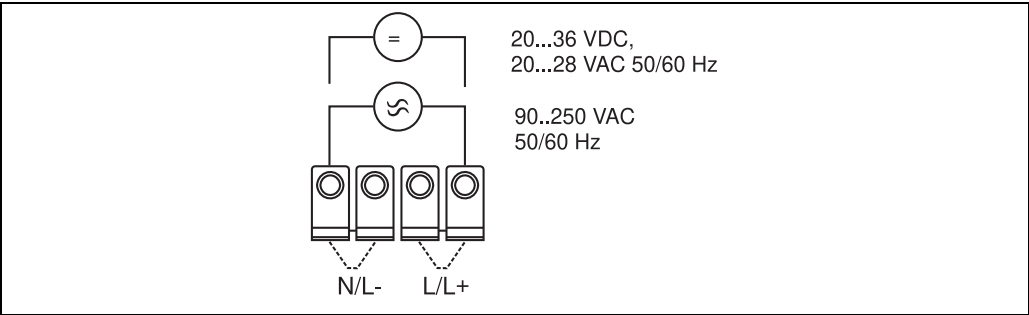 20...36 VDC,
20...28 VAC 50/60 Hz
90..250 VAC
50/60 Hz
N/L- L/L+